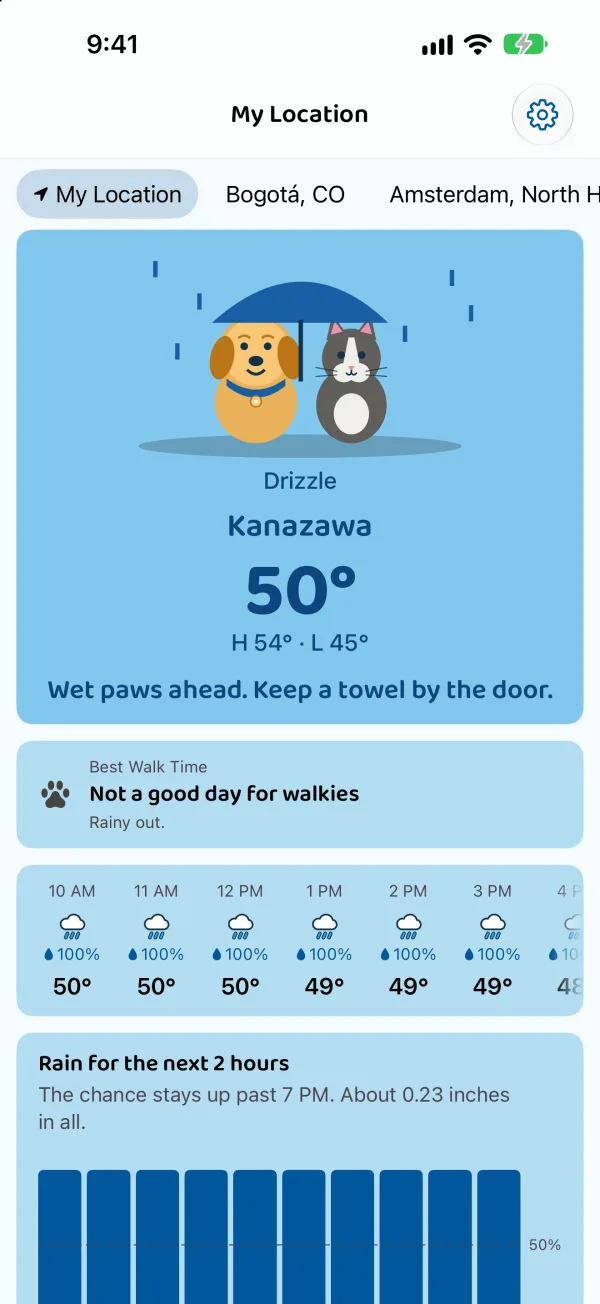 9:41
My Location
My Location
Bogotá, CO
Amsterdam, North H
Drizzle
Kanazawa
50°
H 54° · L 45°
Wet paws ahead. Keep a towel by the door.
Best Walk Time
Not a good day for walkies
Rainy out.
10 AM 11 AM 12 PM 1 PM 2 PM 3 PM 4 P
100% 100% 100% 100% 100% 100% 10
50° 50° 50° 49° 49° 49° 48
Rain for the next 2 hours
The chance stays up past 7 PM. About 0.23 inches
in all.
50%